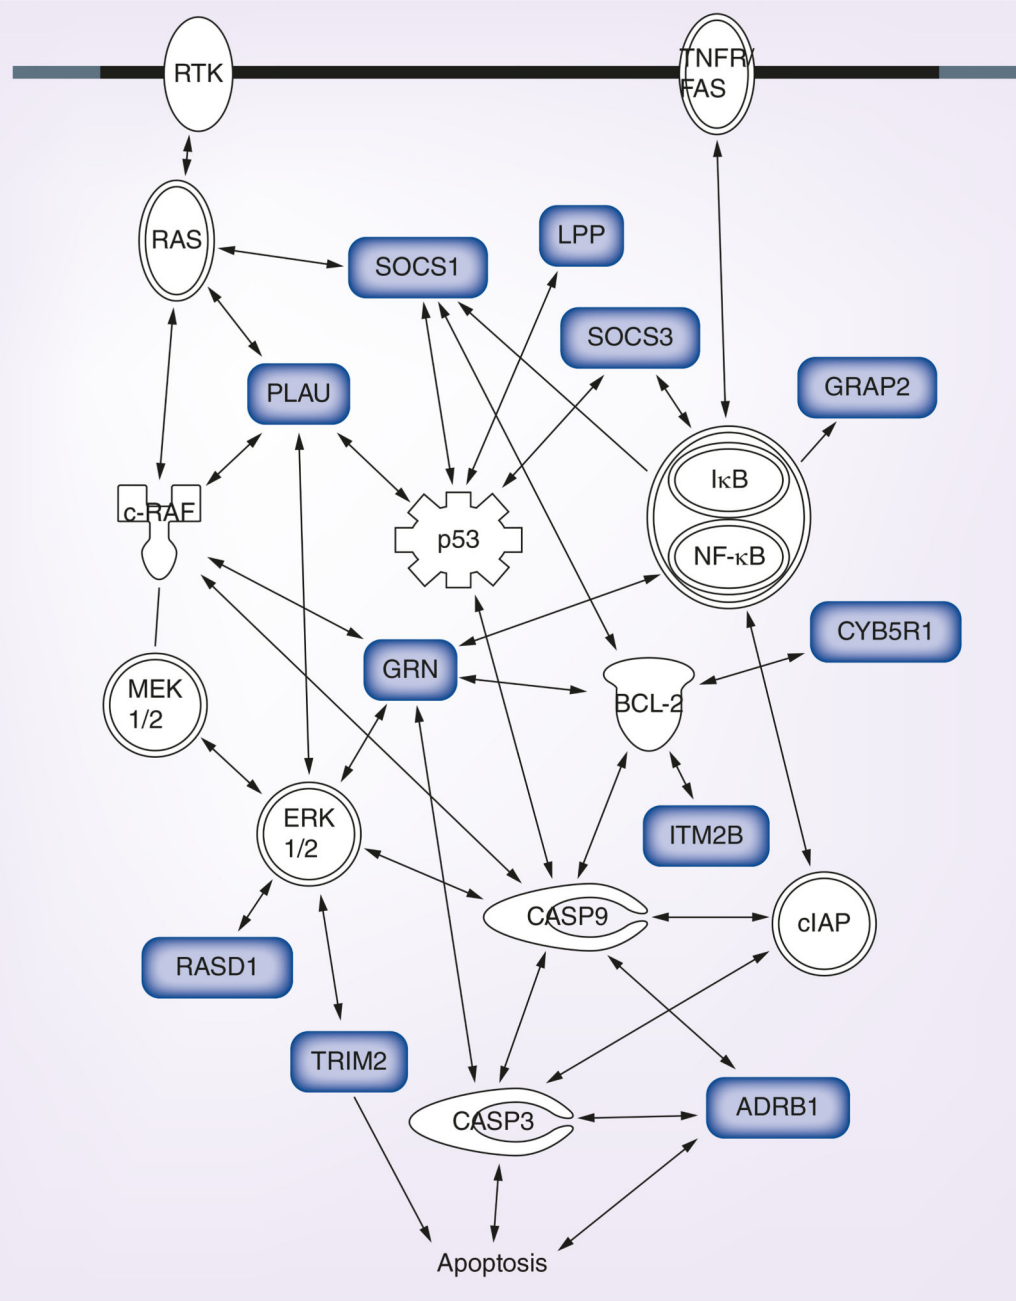 RTK
TNFR/
FAS
RAS
SOCS1
LPP
SOCS3
PLAU
GRAP2
IκB
c-RAF
p53
NF-κB
CYB5R1
GRN
MEK
1/2
BCL-2
ERK
1/2
ITM2B
CASP9
cIAP
RASD1
TRIM2
CASP3
ADRB1
Apoptosis